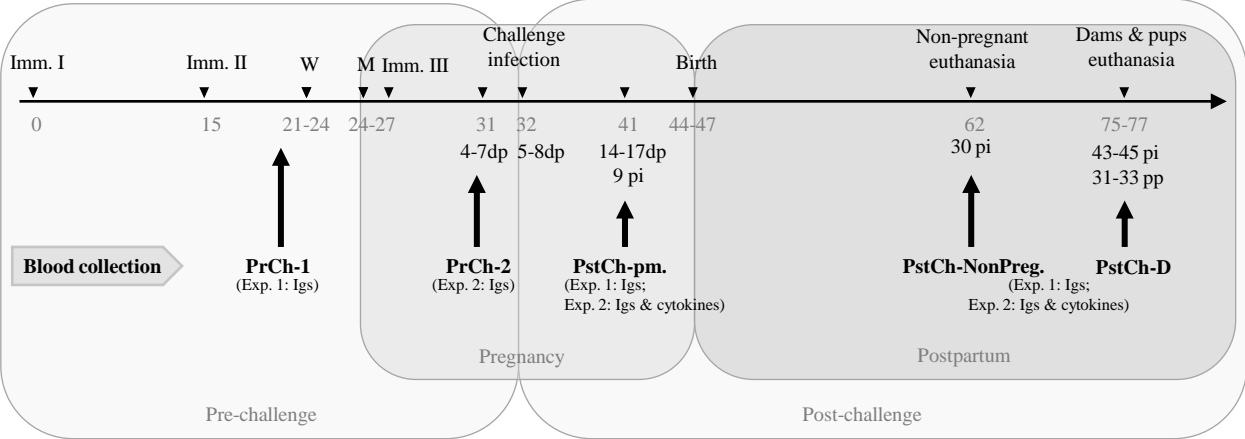 Challenge
infection
Non-pregnant
euthanasia
Dams & pups
euthanasia
Imm. I
Imm. II
W
M
Imm. III
Birth
0
15
21-24
24-27
31
32
41
44-47
62
75-77
4-7dp
5-8dp
14-17dp
9 pi
30 pi
43-45 pi
31-33 pp
Blood collection
PrCh-1
(Exp. 1: Igs)
PrCh-2
(Exp. 2: Igs)
PstCh-pm.
(Exp. 1: Igs;
Exp. 2: Igs & cytokines)
PstCh-NonPreg.
PstCh-D
(Exp. 1: Igs;
Exp. 2: Igs & cytokines)
Pregnancy
Postpartum
Pre-challenge
Post-challenge